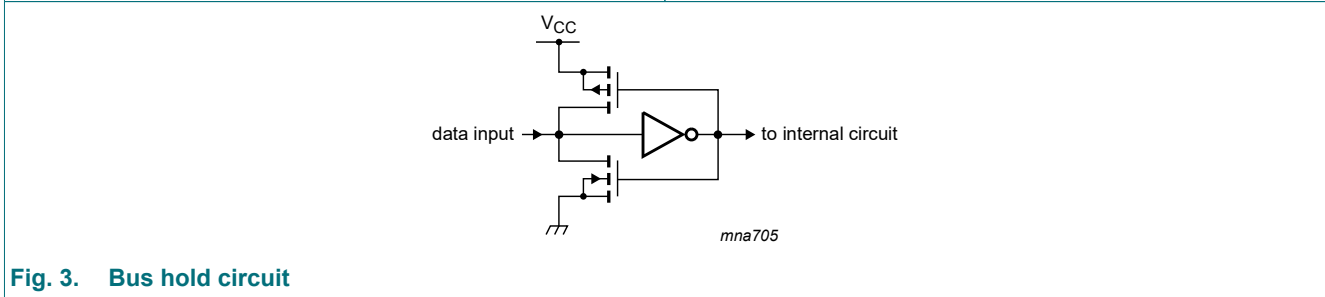 VCC
data input
to internal circuit
mna705
Fig. 3. Bus hold circuit